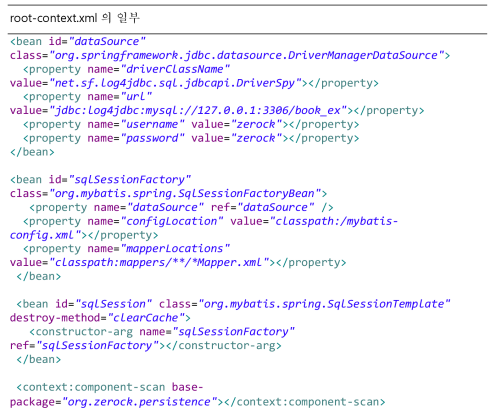 root-context.xml 의 일부
<bean id="dataSource"
class="org.springframework.jdbc.datasource.DriverManagerDataSource">
<property name="driverClassName"
value="net.sf.log4jdbc.sql.jdbcapi.DriverSpy"></property>
<property name="url"
value="jdbc:log4jdbc:mysql://127.0.0.1:3306/book_ex"></property>
<property name="username" value="zerock"></property>
<property name="password" value="zerock"></property>
</bean>
<bean id="sqlSessionFactory"
class="org.mybatis.spring.SqlSessionFactoryBean">
<property name="dataSource" ref="dataSource" />
<property name="configLocation" value="classpath:/mybatis-
config.xml"></property>
<property name="mapperLocations"
value="classpath:mappers/**/*Mapper.xml"></property>
</bean>
<bean id="sqlSession" class="org.mybatis.spring.SqlSessionTemplate"
destroy-method="clearCache">
<constructor-arg name="sqlSessionFactory"
ref="sqlSessionFactory"></constructor-arg>
</bean>
<context:component-scan base-
package="org.zerock.persistence"></context:component-scan>